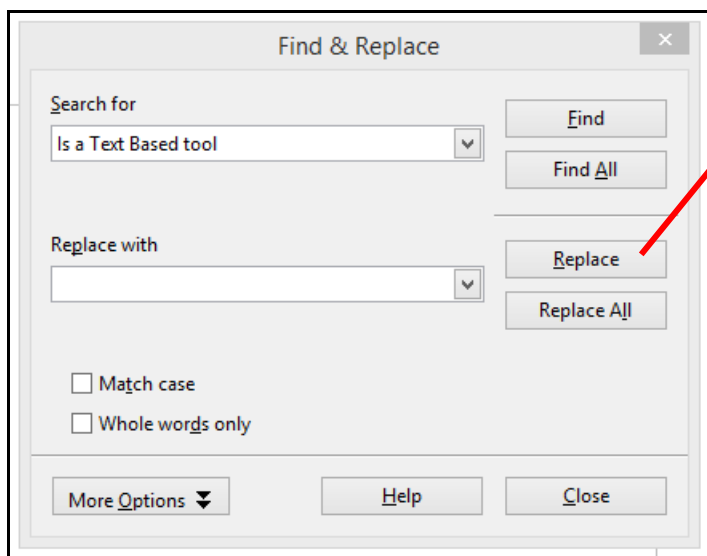 Find & Replace
Search for
Is a Text Based tool
Find
Find All
Replace with
Replace
Replace All
Match case
Whole words only
More Options
Help
Close